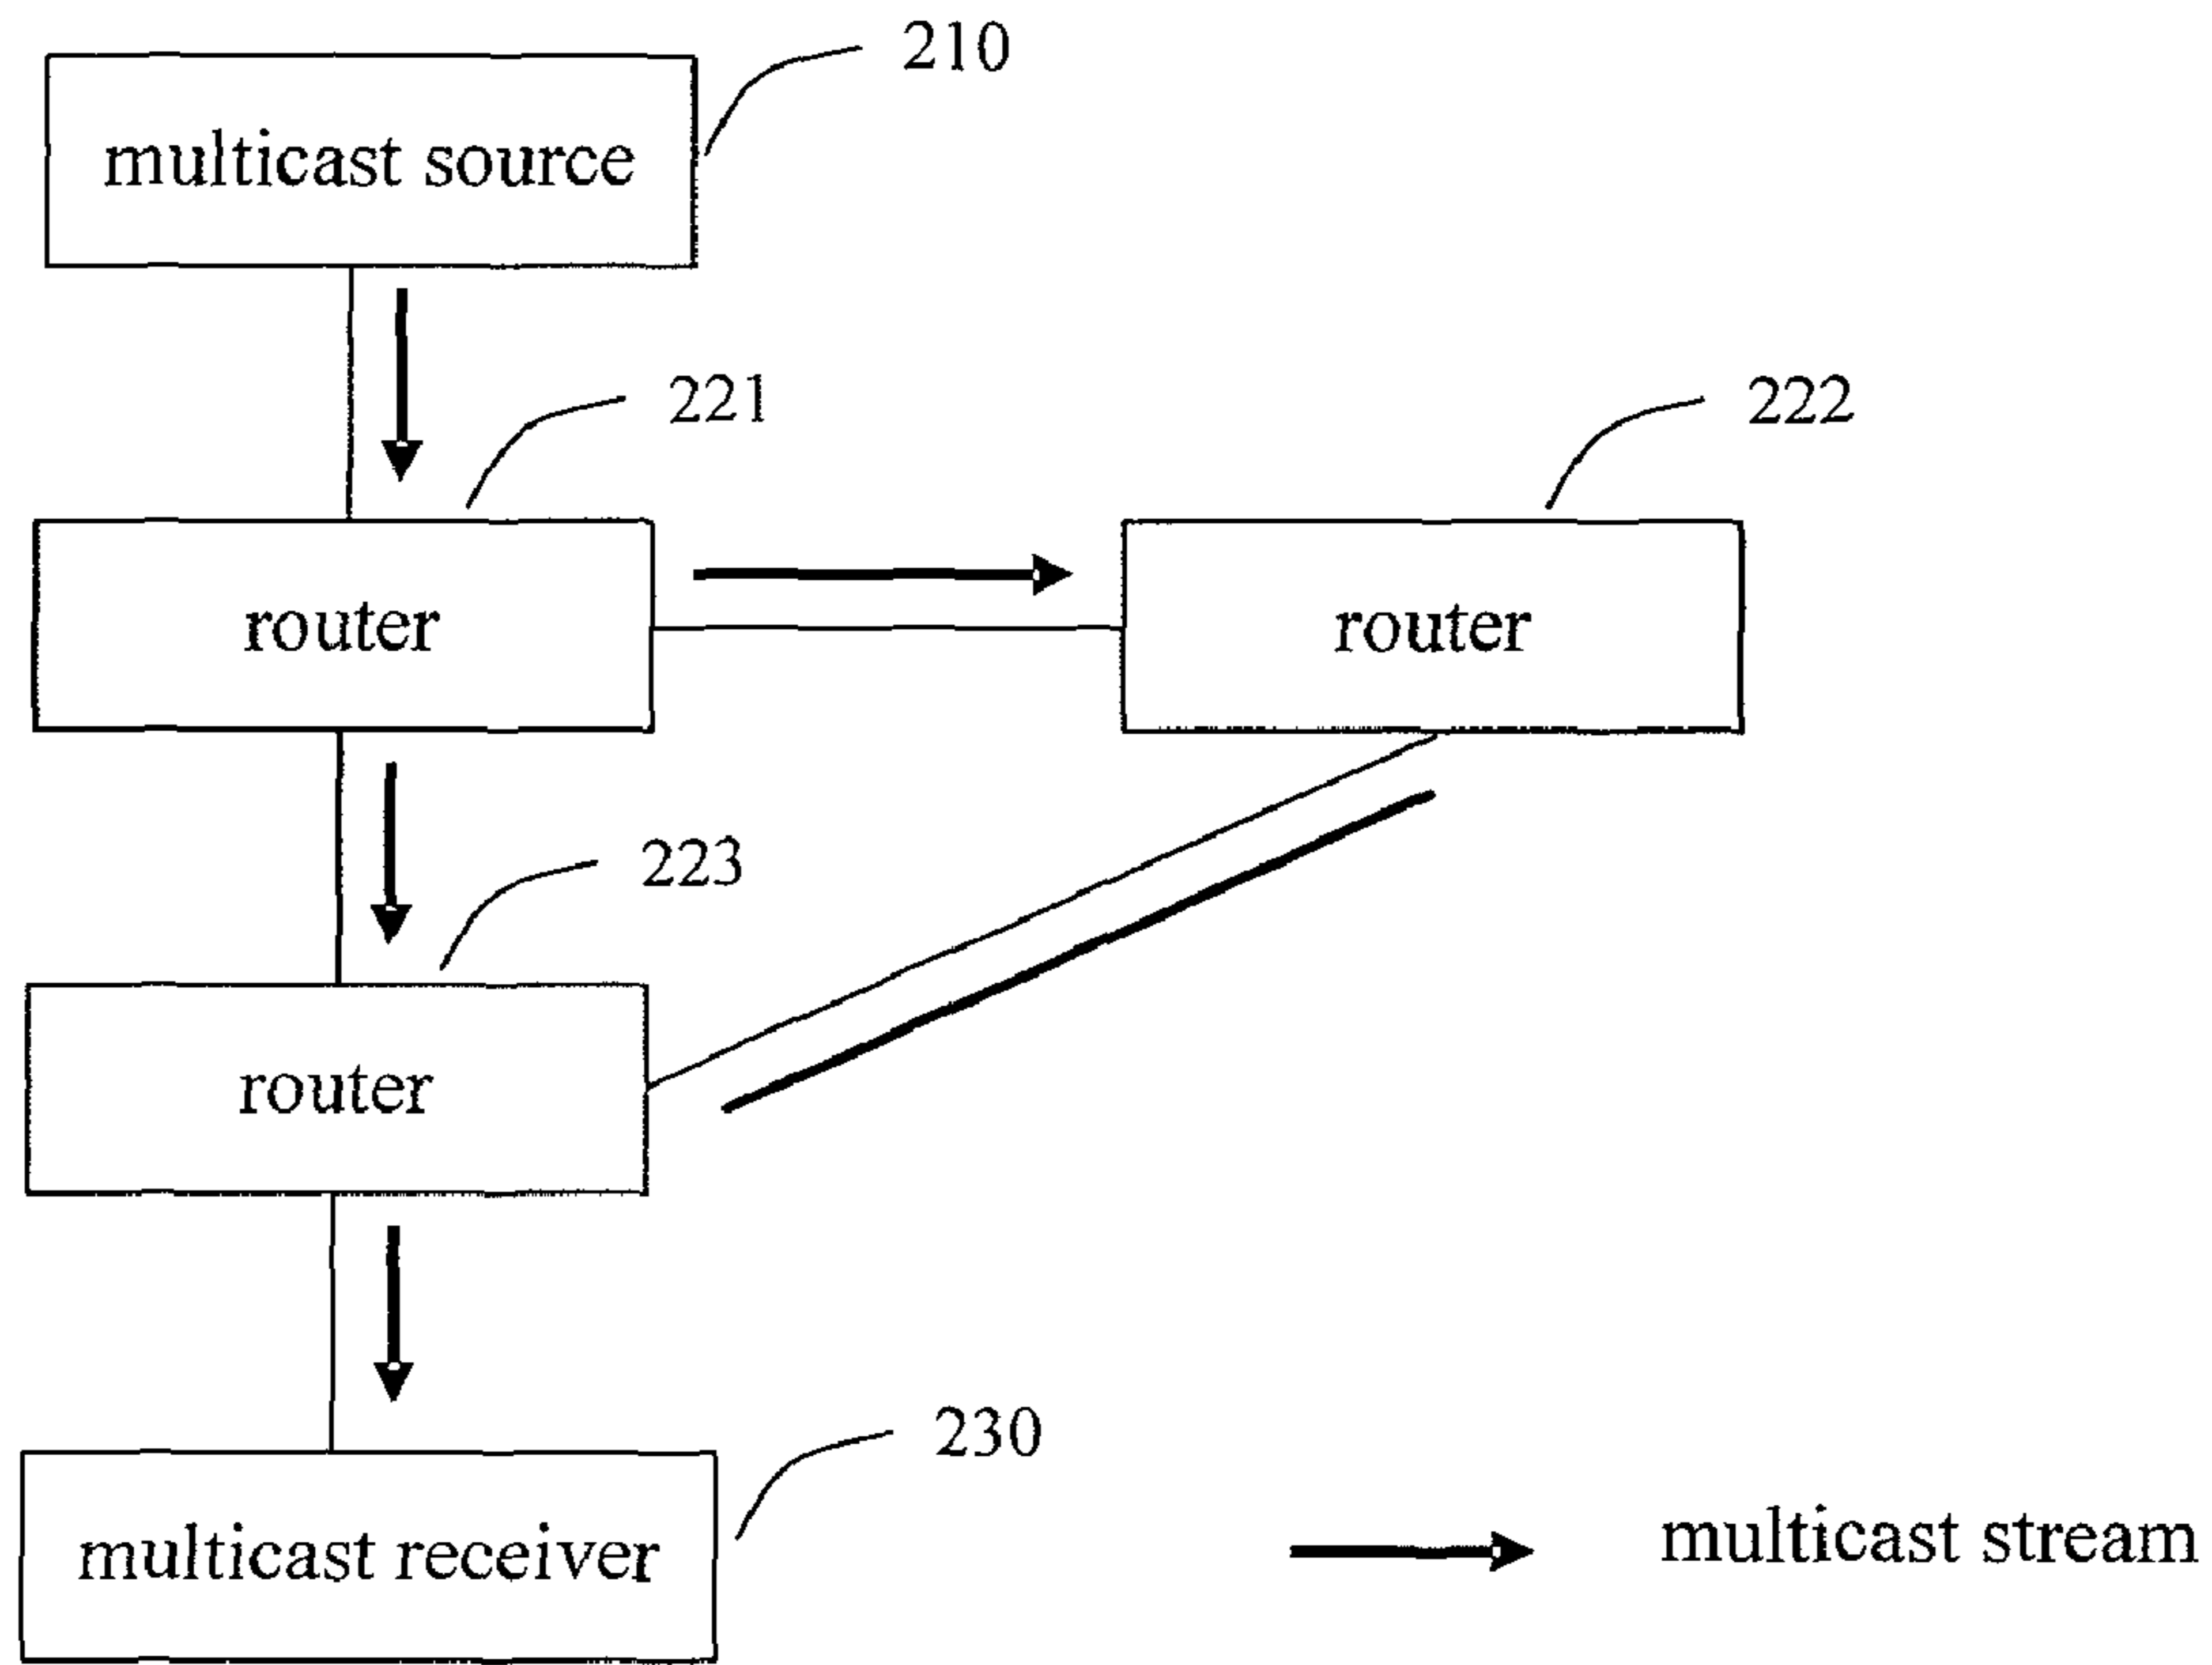 210
multicast source
221
222
router
router
223
router
230
multicast receiver
multicast stream